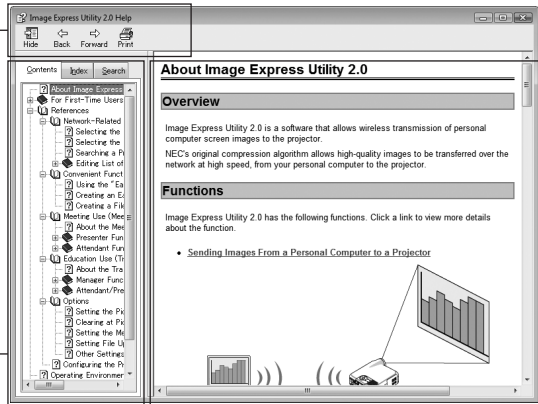 Image Express Utility 2.0 Help
Hide Back Forward Print
Contents Index Search
About Image Express
For First-Time Users
References
Network-Related
Selecting the
Selecting the
Searching a P
Editing List of
Convenient Funct
Using the "Ea
Creating an Ea
Creating a File
Meeting Use (Mee
About the Mee
Presenter Fun
Attendant Fun
Education Use (Tr
About the Tra
Manager Func
Attendant/Pre
Options
Setting the Pic
Clearing at Pic
Setting the Me
Setting File U
Other Settings
Configuring the Pr
Operating Environmer
About Image Express Utility 2.0
Overview
Image Express Utility 2.0 is a software that allows wireless transmission of personal
computer screen images to the projector.
NEC's original compression algorithm allows high-quality images to be transferred over the
network at high speed, from your personal computer to the projector.
Functions
Image Express Utility 2.0 has the following functions. Click a link to view more details
about the function.
• Sending Images From a Personal Computer to a Projector